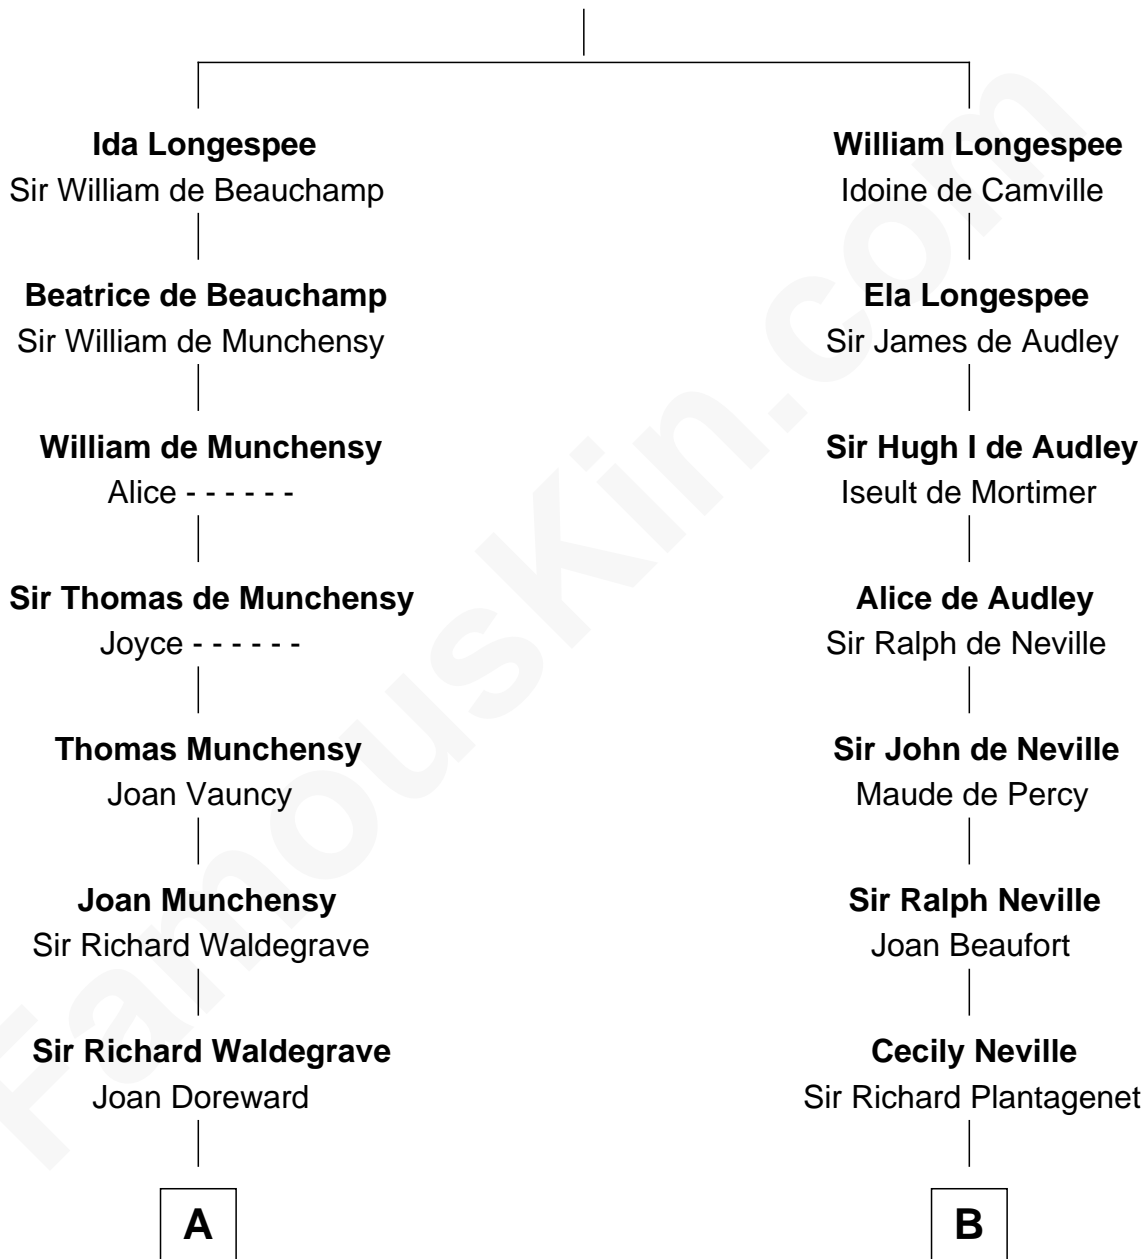 Ida Longespee
Sir William de Beauchamp
Beatrice de Beauchamp
Sir William de Munchensy
William de Munchensy
Alice - - - - - -
Sir Thomas de Munchensy
Joyce - - - - - -
Thomas Munchensy
Joan Vauncy
Joan Munchensy
Sir Richard Waldegrave
Sir Richard Waldegrave
Joan Doreward
A
William Longespee
Idoine de Camville
Ela Longespee
Sir James de Audley
Sir Hugh I de Audley
Iseult de Mortimer
Alice de Audley
Sir Ralph de Neville
Sir John de Neville
Maude de Percy
Sir Ralph Neville
Joan Beaufort
Cecily Neville
Sir Richard Plantagenet
B
FamousKin.com